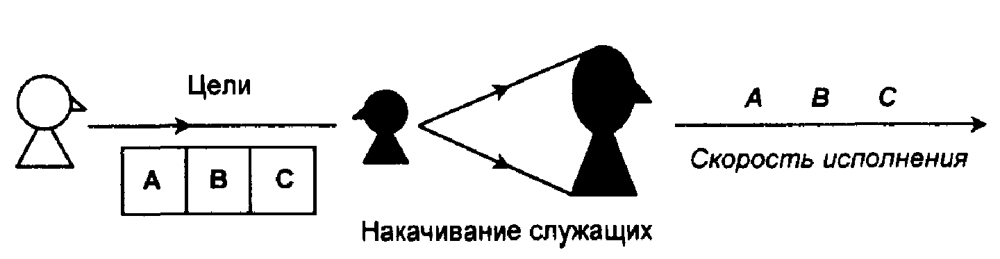 Цели
A B C
A B C
Скорость исполнения
Накачивание служащих